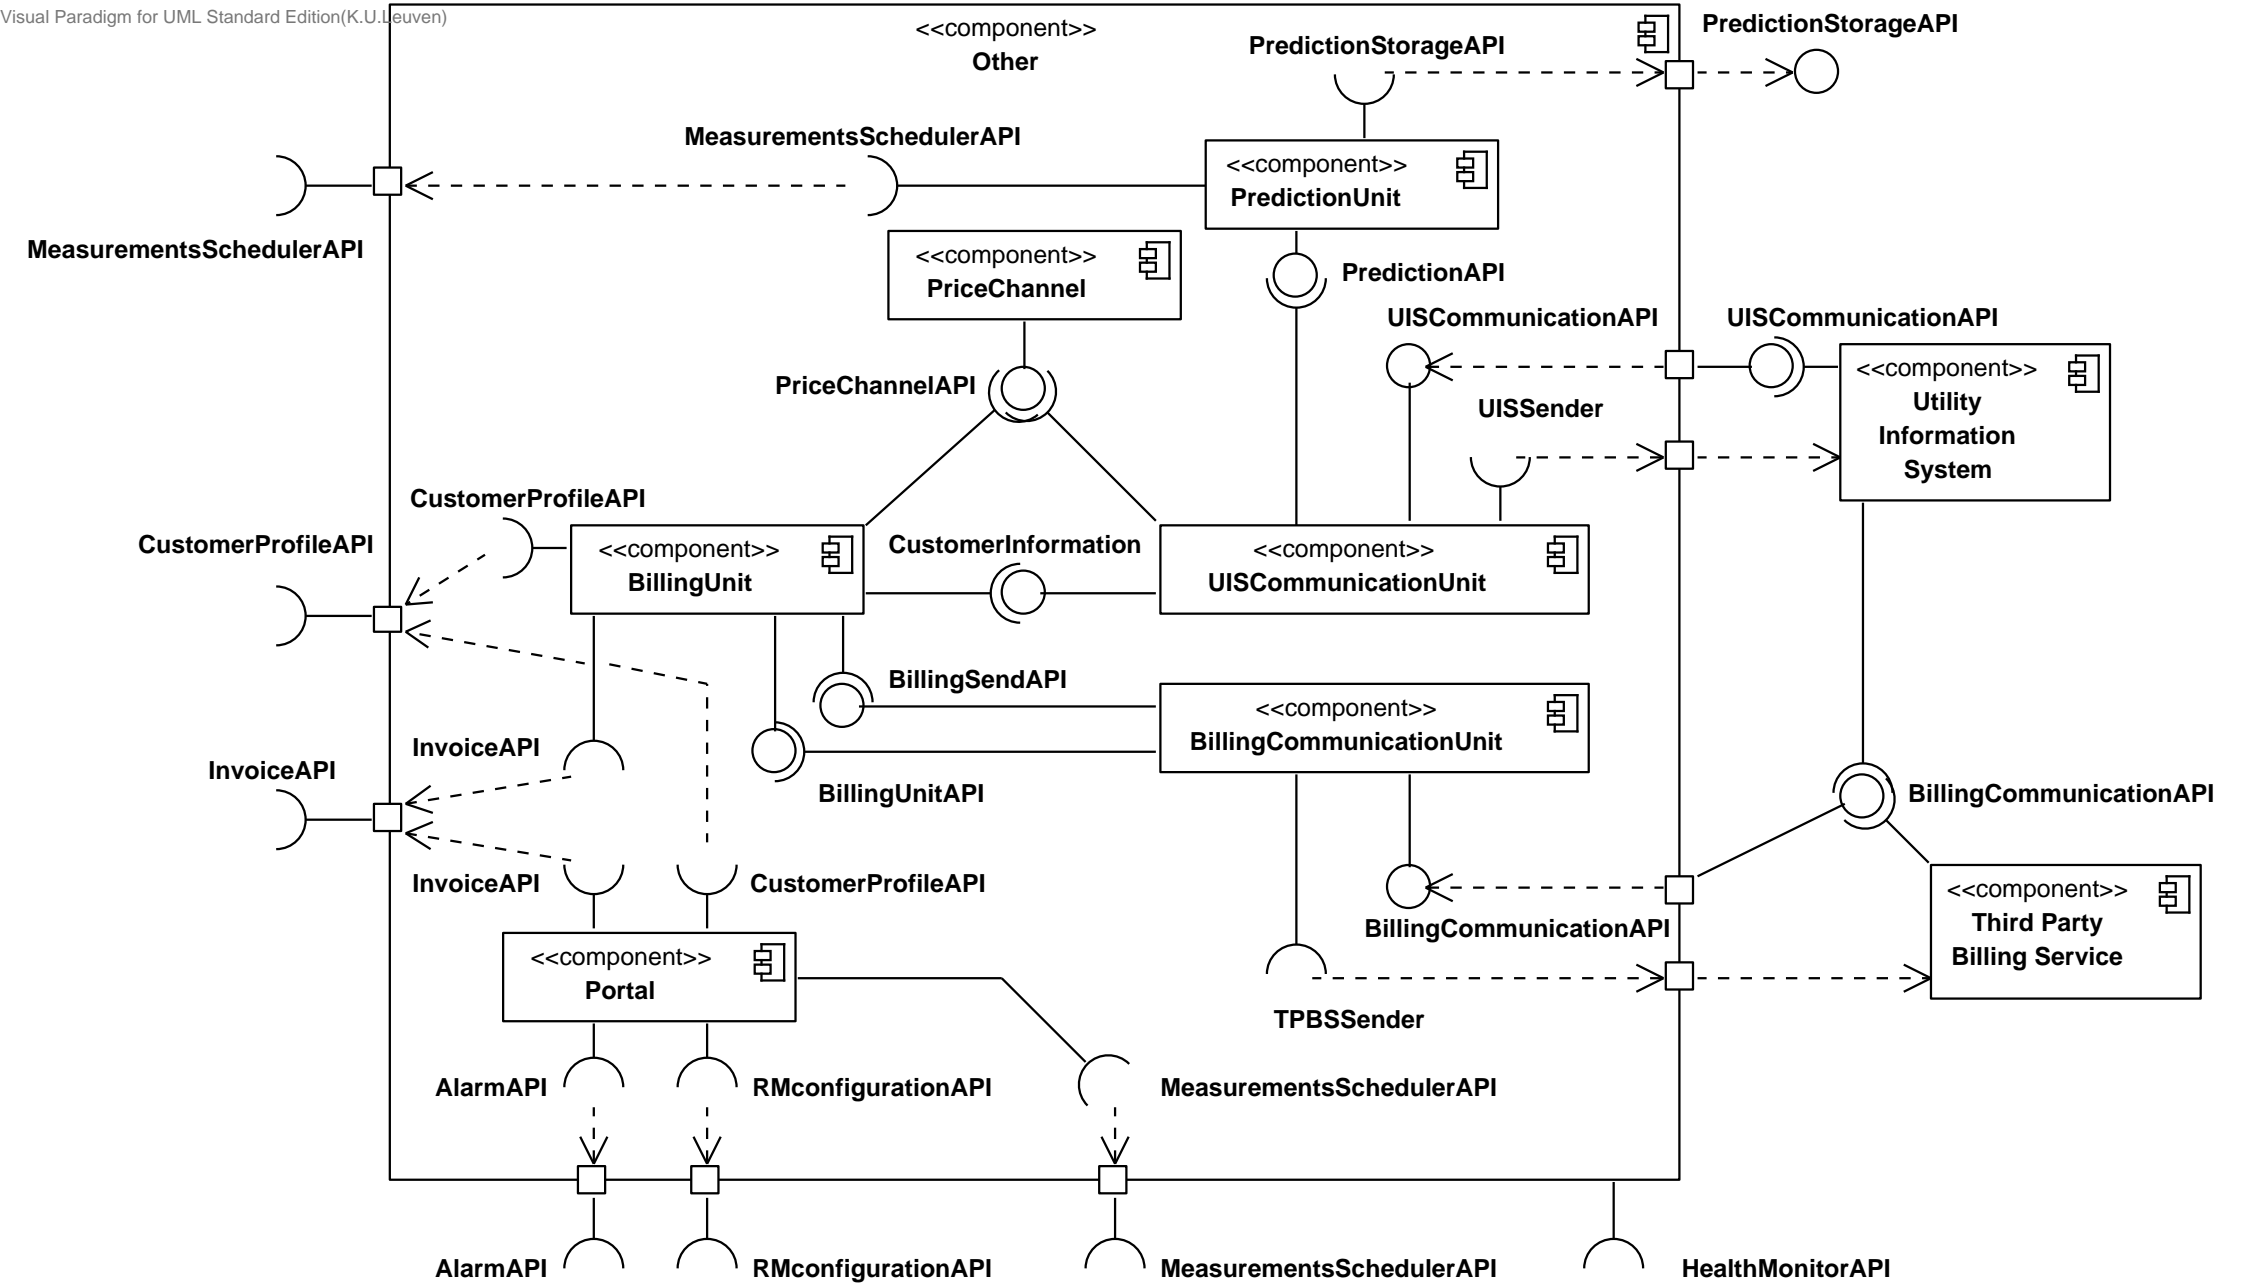 Visual Paradigm for UML Standard Edition(K.U.Leuven)
<<component>>
Other
PredictionStorageAPI
PredictionStorageAPI
MeasurementsSchedulerAPI
<<component>>
PredictionUnit
MeasurementsSchedulerAPI
<<component>>
PriceChannel
PredictionAPI
UISCommunicationAPI
UISCommunicationAPI
<<component>>
Utility
Information
System
PriceChannelAPI
UISSender
CustomerProfileAPI
CustomerProfileAPI
<<component>>
BillingUnit
CustomerInformation
<<component>>
UISCommunicationUnit
BillingSendAPI
<<component>>
BillingCommunicationUnit
InvoiceAPI
InvoiceAPI
BillingUnitAPI
BillingCommunicationAPI
InvoiceAPI
CustomerProfileAPI
BillingCommunicationAPI
<<component>>
Third Party
Billing Service
<<component>>
Portal
TPBSSender
AlarmAPI
RMconfigurationAPI
MeasurementsSchedulerAPI
AlarmAPI
RMconfigurationAPI
MeasurementsSchedulerAPI
HealthMonitorAPI